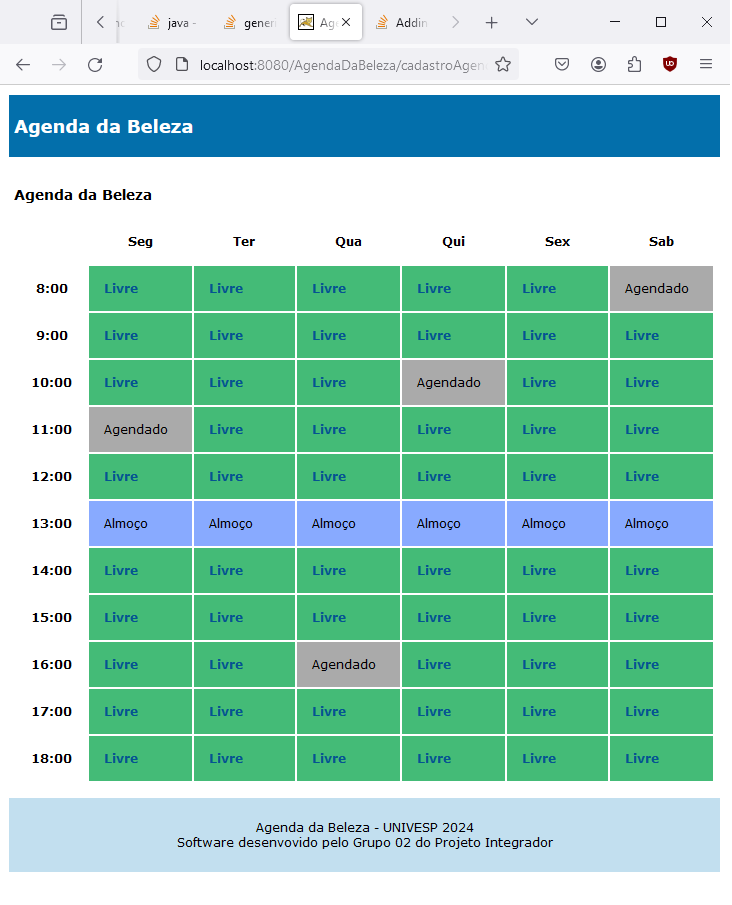 java -
gener
Age
Addin
localhost:8080/AgendaDaBeleza/cadastroAgen
Agenda da Beleza
Agenda da Beleza
Seg Ter Qua Qui Sex Sab
8:00 Livre Livre Livre Livre Livre Agendado
9:00 Livre Livre Livre Livre Livre Livre
10:00 Livre Livre Livre Agendado Livre Livre
11:00 Agendado Livre Livre Livre Livre Livre
12:00 Livre Livre Livre Livre Livre Livre
13:00 Almoço Almoço Almoço Almoço Almoço Almoço
14:00 Livre Livre Livre Livre Livre Livre
15:00 Livre Livre Livre Livre Livre Livre
16:00 Livre Livre Agendado Livre Livre Livre
17:00 Livre Livre Livre Livre Livre Livre
18:00 Livre Livre Livre Livre Livre Livre
Agenda da Beleza - UNIVESP 2024
Software desenvovido pelo Grupo 02 do Projeto Integrador